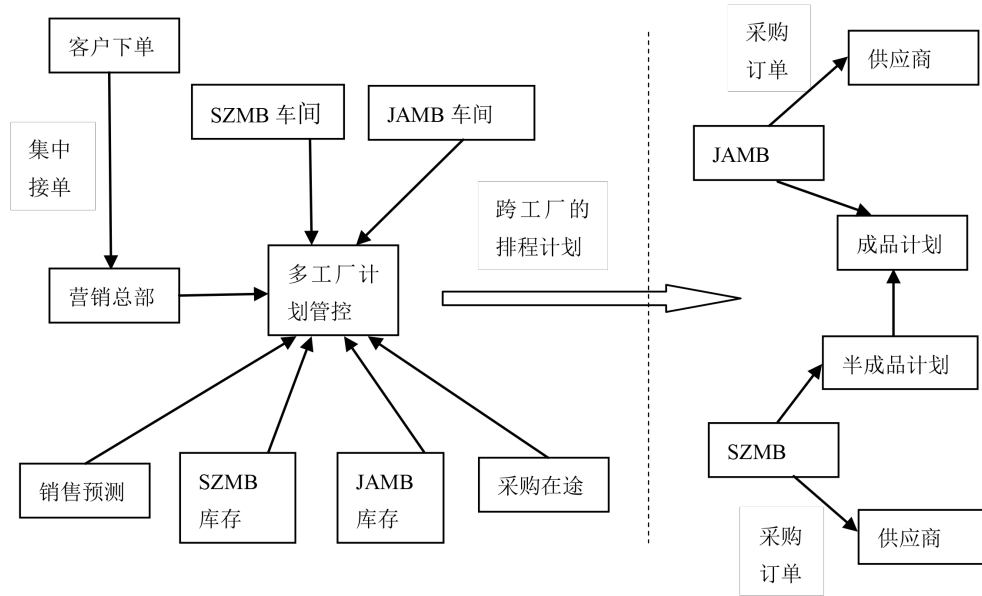 客户下单
集中
接单
SZMB 车间
JAMB 车间
营销总部
多工厂计
划管控
跨工厂的
排程计划
销售预测
SZMB
库存
JAMB
库存
采购在途
采购
订单
供应商
JAMB
成品计划
半成品计划
SZMB
采购
订单
供应商